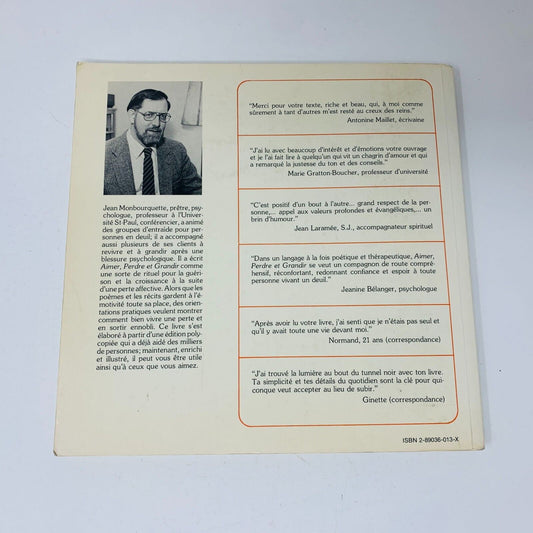 Jean Monbourquette, prêtre, psy-
chologue, professeur à l'Univer-
sité St-Paul, conférencier, a animé
des groupes d'entraide pour per-
sonnes en deuil; il a accompagné
aussi plusieurs de ses clients à
revivre et à grandir après une
blessure psychologique. Il a écrit
Aimer, Perdre et Grandir comme
une sorte de rituel pour la guéri-
son et la croissance à la suite
d'une perte affective. Alors que les
poèmes et les récits gardent à l'é-
motivité toute sa place, des orien-
tations pratiques veulent montrer
comment bien vivre une perte et
en sortir ennobli. Ce livre s'est
élaboré à partir d'une édition poly-
copiée qui a déjà aidé des milliers
de personnes; maintenant, enrichi
et illustré, il peut vous être utile
ainsi qu'à ceux que vous aimez.
"Merci pour votre texte, riche et beau, qui, à moi comme
sûrement à tant d'autres m'est resté au creux des reins."
Antonine Maillet, écrivaine
"J'ai lu avec beaucoup d'intérêt et d'émotions votre ouvrage
et je l'ai fait lire à quelqu'un qui vit un chagrin d'amour et qui
a remarqué la justesse du ton et des conseils."
Marie Gratton-Boucher, professeur d'université
"C'est positif d'un bout à l'autre... grand respect de la per-
sonne,... appel aux valeurs profondes et évangéliques,... un
brin d'humour."
Jean Laramée, S.J., accompagnateur spirituel
"Dans un langage à la fois poétique et thérapeutique, Aimer,
Perdre et Grandir se veut un compagnon de route compré-
hensif, réconfortant, redonnant confiance et espoir à toute
personne vivant un deuil."
Jeanine Bélanger, psychologue
"Après avoir lu votre livre, j'ai senti que je n'étais pas seul et
qu'il y avait toute une vie devant moi."
Normand, 21 ans (correspondance)
"J'ai trouvé la lumière au bout du tunnel noir avec ton livre.
Ta simplicité et tes détails du quotidien sont la clé pour qui-
conque veut accepter au lieu de subir."
Ginette (correspondance)
ISBN 2-89036-013-X